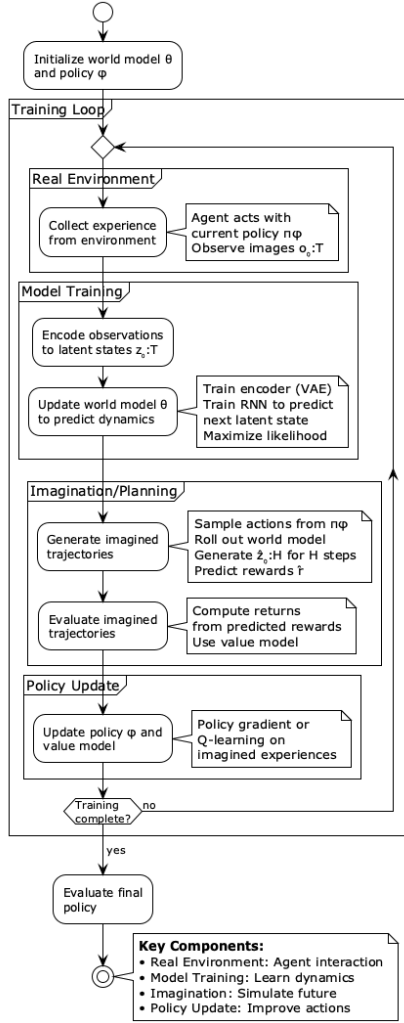 Initialize world model θ
and policy φ
Training Loop
Real Environment
Collect experience
from environment
Agent acts with
current policy πφ
Observe images o₀:T
Model Training
Encode observations
to latent states z₀:T
Update world model θ
to predict dynamics
Train encoder (VAE)
Train RNN to predict
next latent state
Maximize likelihood
Imagination/Planning
Generate imagined
trajectories
Sample actions from πφ
Roll out world model
Generate ẑ₀:H for H steps
Predict rewards r̂
Evaluate imagined
trajectories
Compute returns
from predicted rewards
Use value model
Policy Update
Update policy φ and
value model
Policy gradient or
Q-learning on
imagined experiences
Training
complete?
no
yes
Evaluate final
policy
Key Components:
• Real Environment: Agent interaction
• Model Training: Learn dynamics
• Imagination: Simulate future
• Policy Update: Improve actions